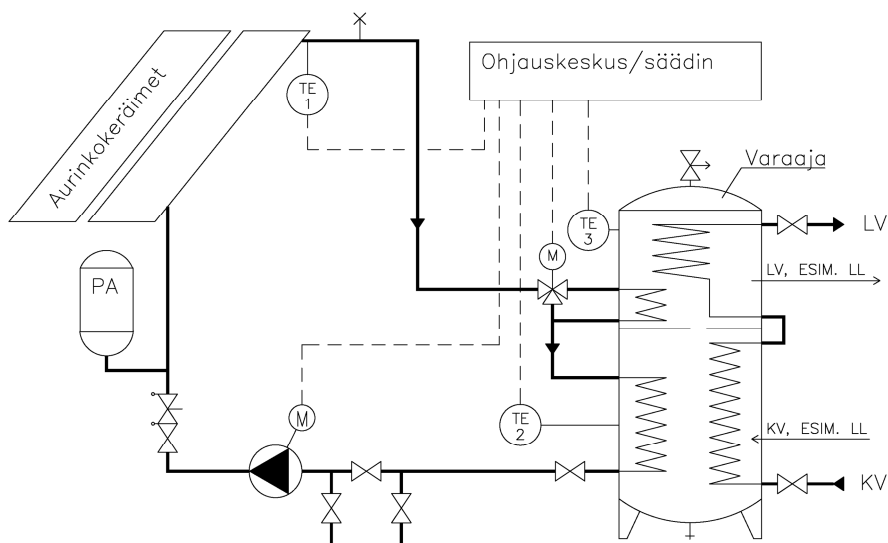 Aurinkokeräimet
TE
1
Ohjauskeskus/säädin
Varaaja
TE
3
LV
M
LV, ESIM. LL
PA
M
TE
2
KV, ESIM. LL
KV